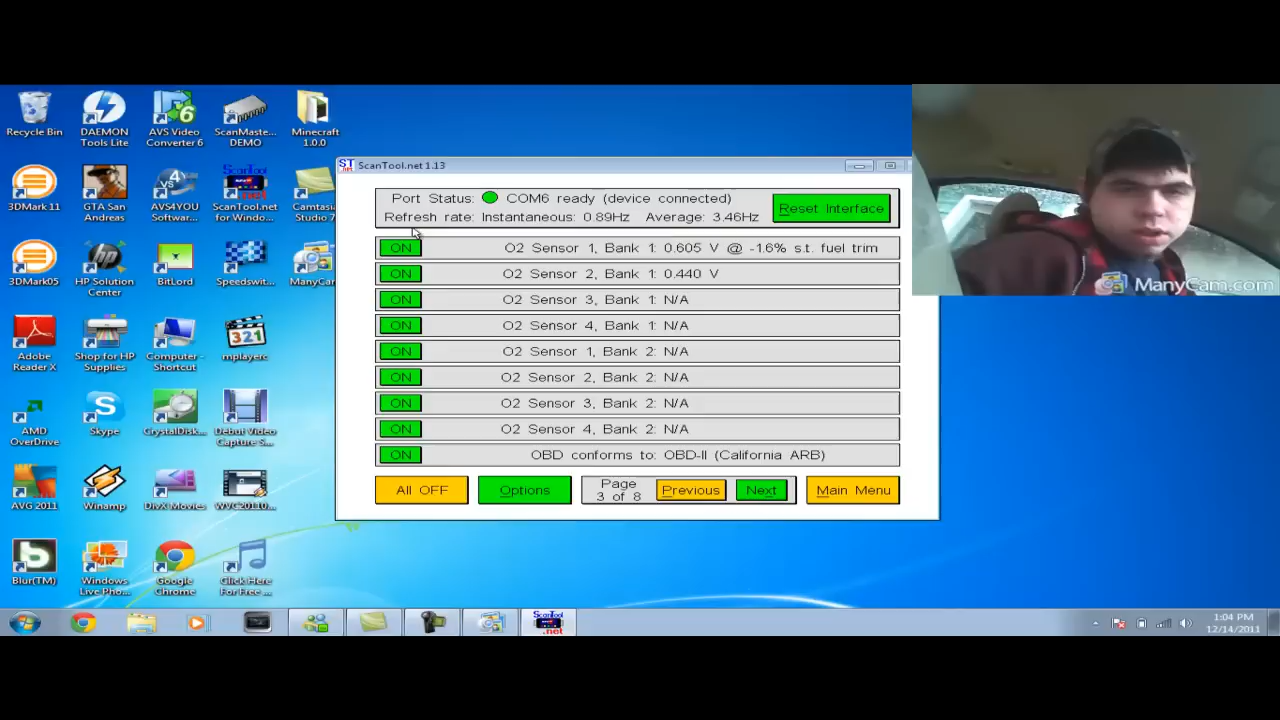 Recycle Bin
DAEMON
Tools Lite
AVS Video
Converter 6
ScanMaste...
DEMO
Minecraft
1.0.0
3DMark 11
GTA San
Andreas
AVS4YOU
Softwar...
ScanTool.net
for Windo...
Camtasia
Studio 7
3DMark05
HP Solution
Center
BitLord
Speedswit...
ManyCam
Adobe
Reader X
Shop for HP
Supplies
Computer -
Shortcut
mplayerc
AMD
OverDrive
Skype
CrystalDisk...
Debut Video
Capture S...
AVG 2011
Winamp
DivX Movies
WVC20110...
Blur(TM)
Windows
Live Pho...
Google
Chrome
Click Here
For Free ...
ST
.net
ScanTool.net 1.13
Port Status: COM6 ready (device connected)
Refresh rate: Instantaneous: 0.89Hz Average: 3.46Hz
Reset Interface
ON O2 Sensor 1, Bank 1: 0.605 V @ -1.6% s.t. fuel trim
ON O2 Sensor 2, Bank 1: 0.440 V
ON O2 Sensor 3, Bank 1: N/A
ON O2 Sensor 4, Bank 1: N/A
ON O2 Sensor 1, Bank 2: N/A
ON O2 Sensor 2, Bank 2: N/A
ON O2 Sensor 3, Bank 2: N/A
ON O2 Sensor 4, Bank 2: N/A
ON OBD conforms to: OBD-II (California ARB)
All OFF
Options
Page
3 of 8
Previous
Next
Main Menu
ManyCam.com
ScanTool
.net
1:04 PM
12/14/2011